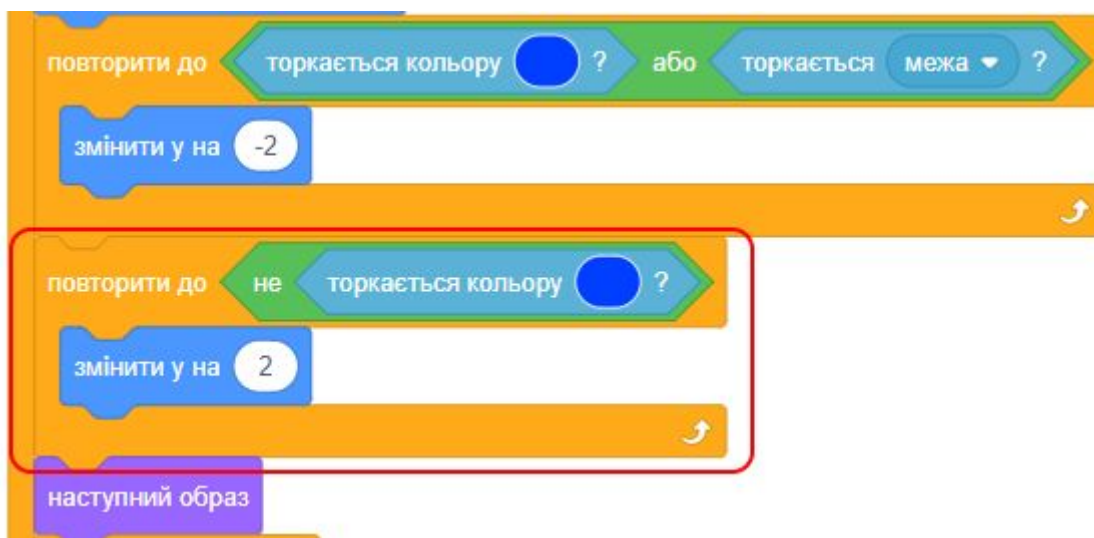 повторити до торкається кольору ? або торкається межа ?
змінити y на -2
повторити до не торкається кольору ?
змінити y на 2
наступний образ